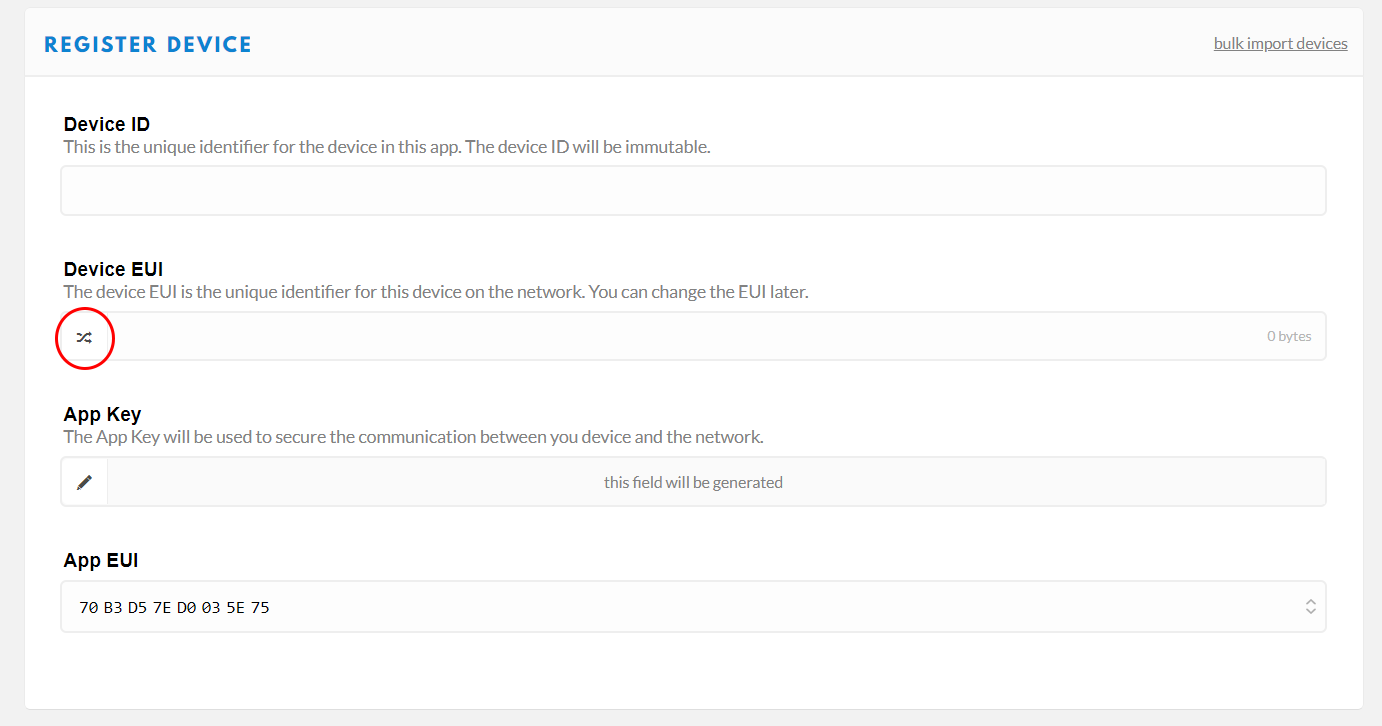 REGISTER DEVICE
bulk import devices
Device ID
This is the unique identifier for the device in this app. The device ID will be immutable.
Device EUI
The device EUI is the unique identifier for this device on the network. You can change the EUI later.
0 bytes
App Key
The App Key will be used to secure the communication between you device and the network.
this field will be generated
App EUI
70 B3 D5 7E D0 03 5E 75